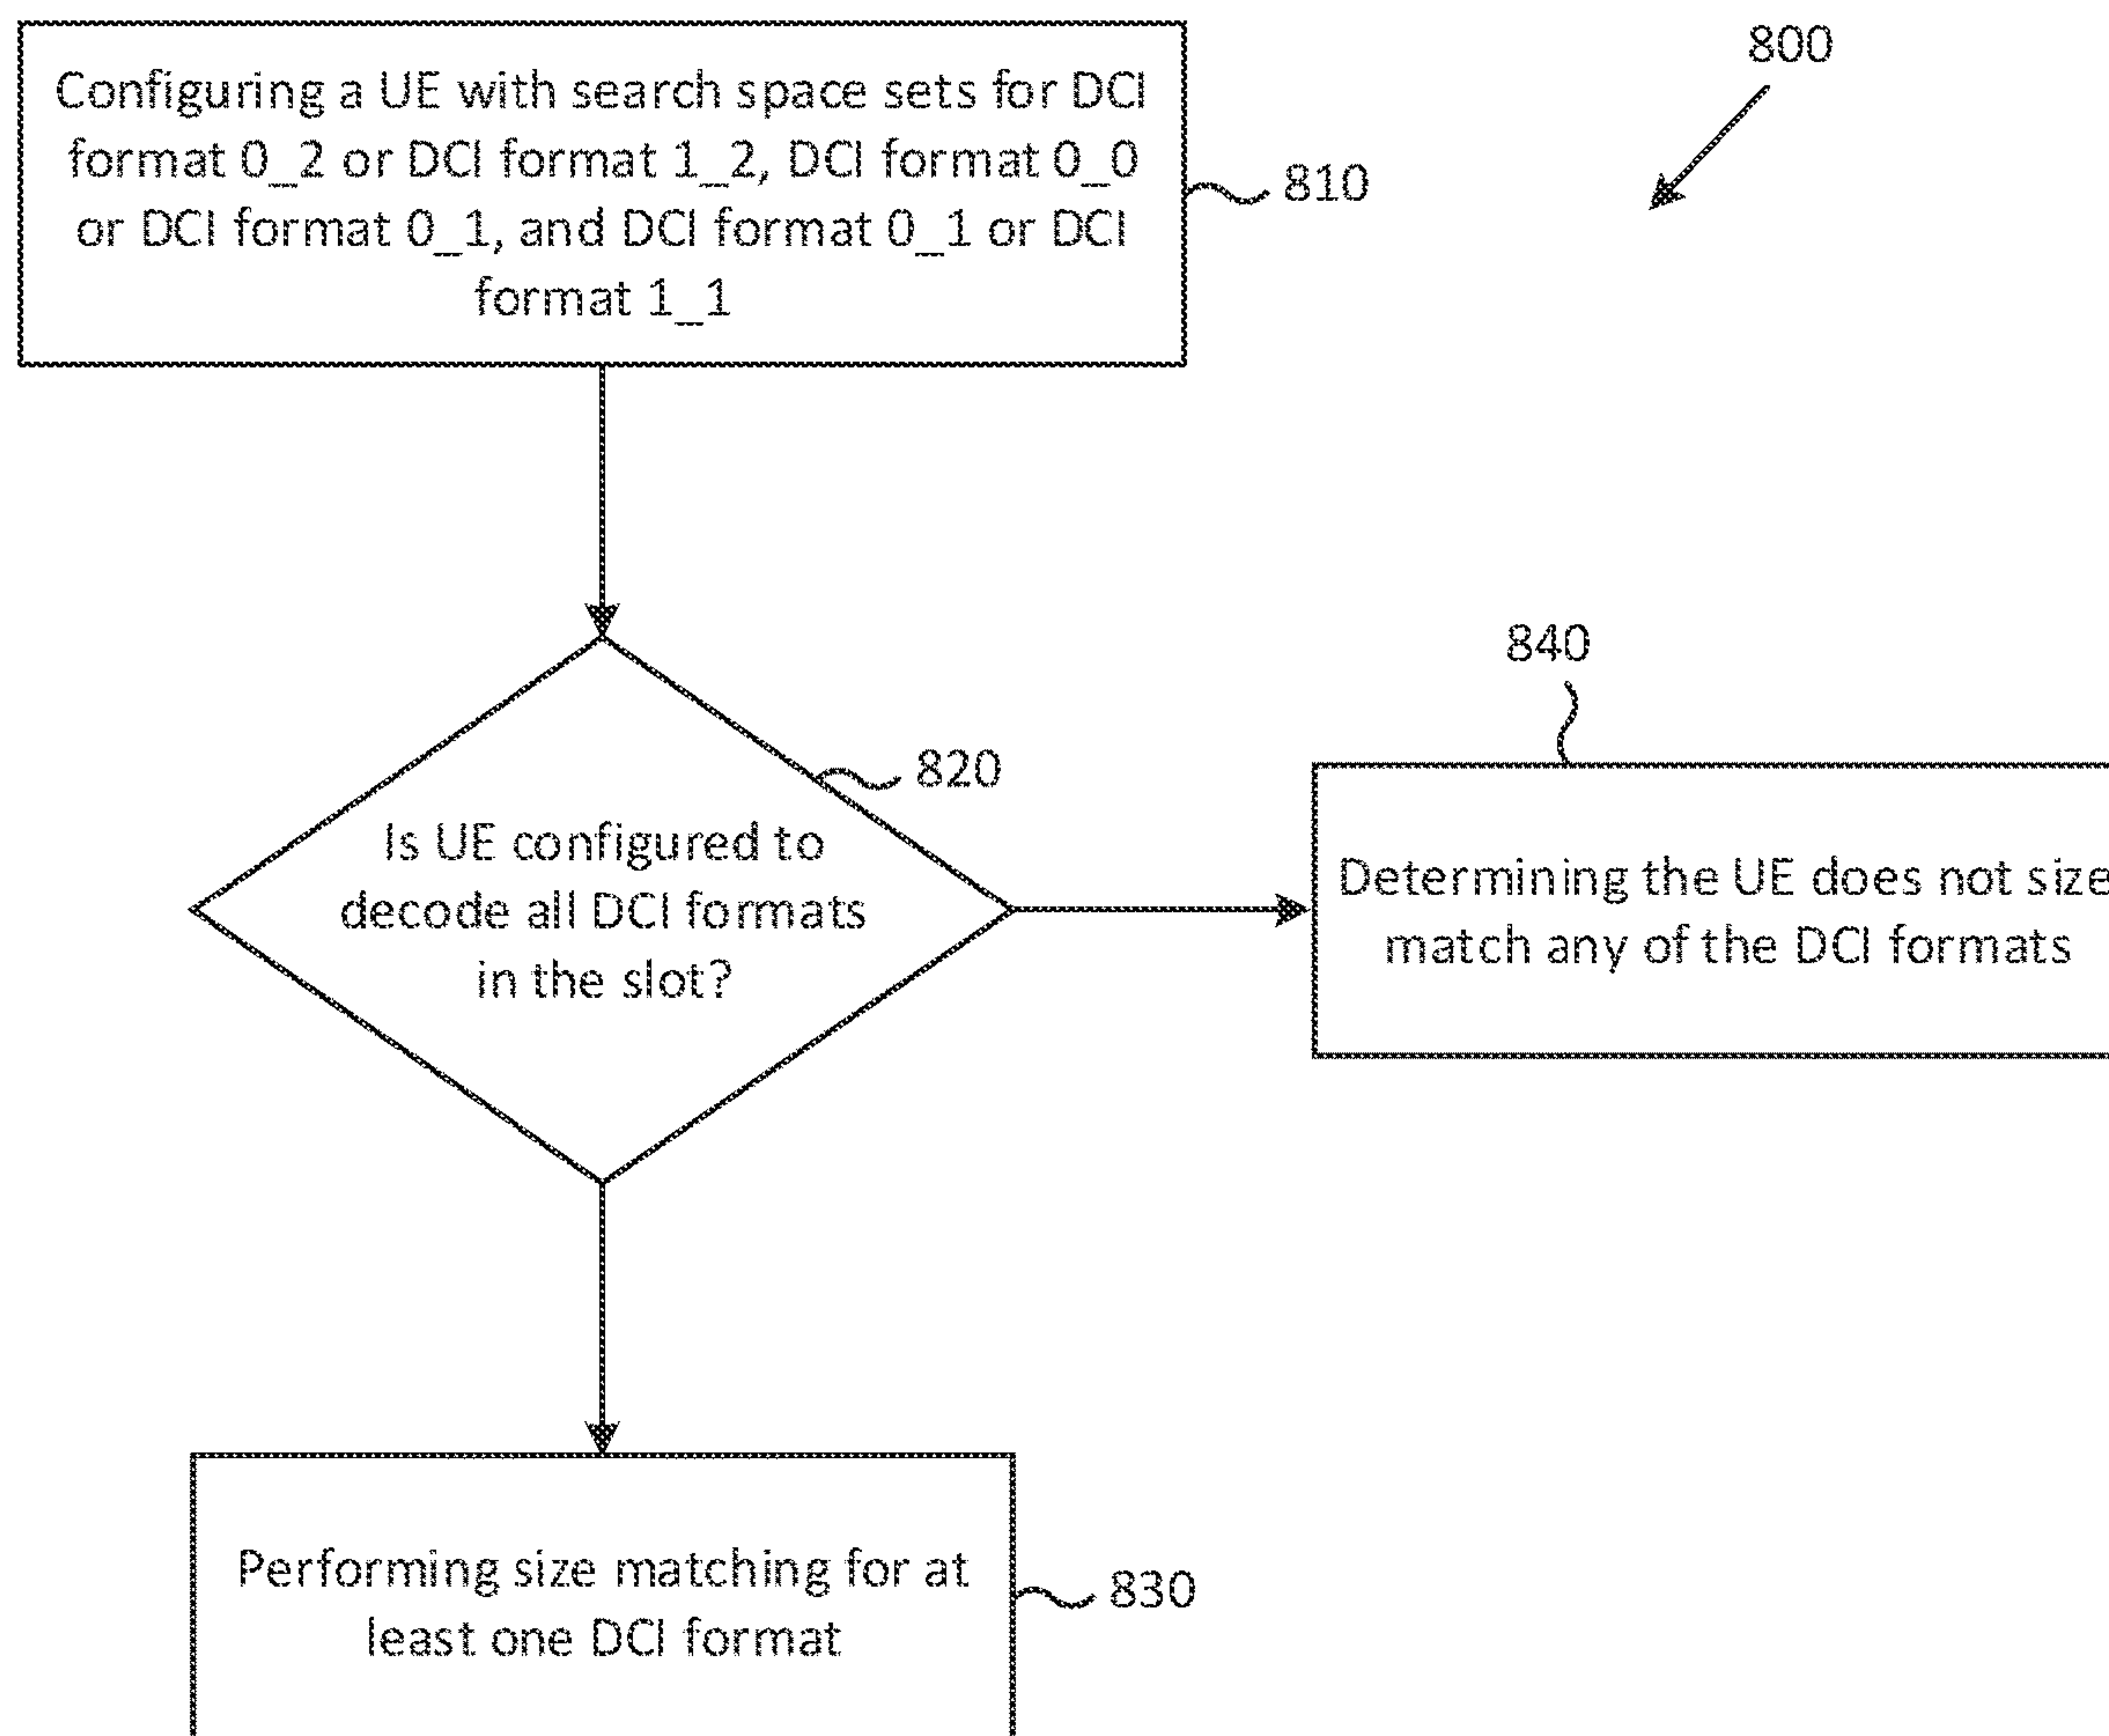 800
Configuring a UE with search space sets for DCI
format 0_2 or DCI format 1_2, DCI format 0_0
or DCI format 0_1, and DCI format 0_1 or DCI
format 1_1
810
840
820
Is UE configured to
decode all DCI formats
in the slot?
Determining the UE does not size
match any of the DCI formats
Performing size matching for at
least one DCI format
830